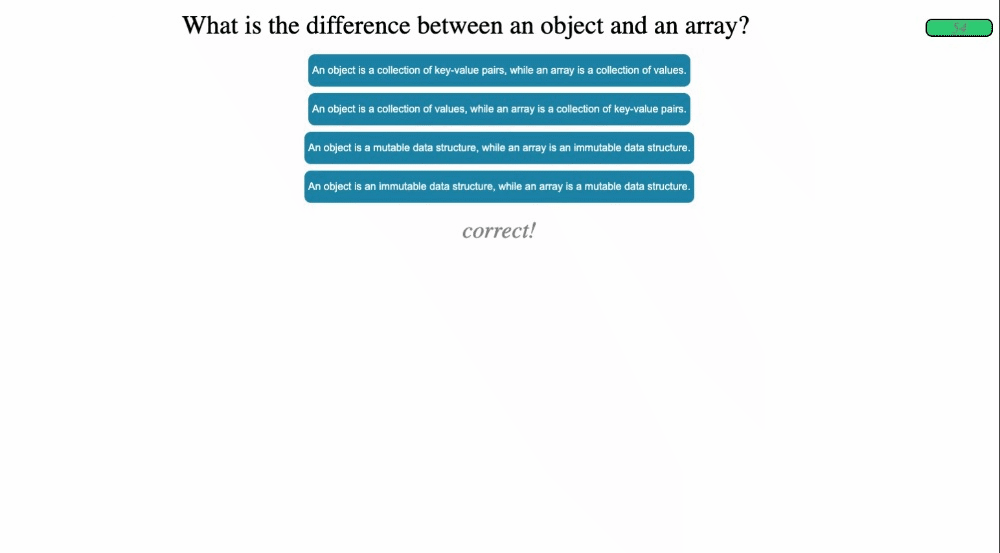 What is the difference between an object and an array?
An object is a collection of key-value pairs, while an array is a collection of values.
An object is a collection of values, while an array is a collection of key-value pairs.
An object is a mutable data structure, while an array is an immutable data structure.
An object is an immutable data structure, while an array is a mutable data structure.
correct!